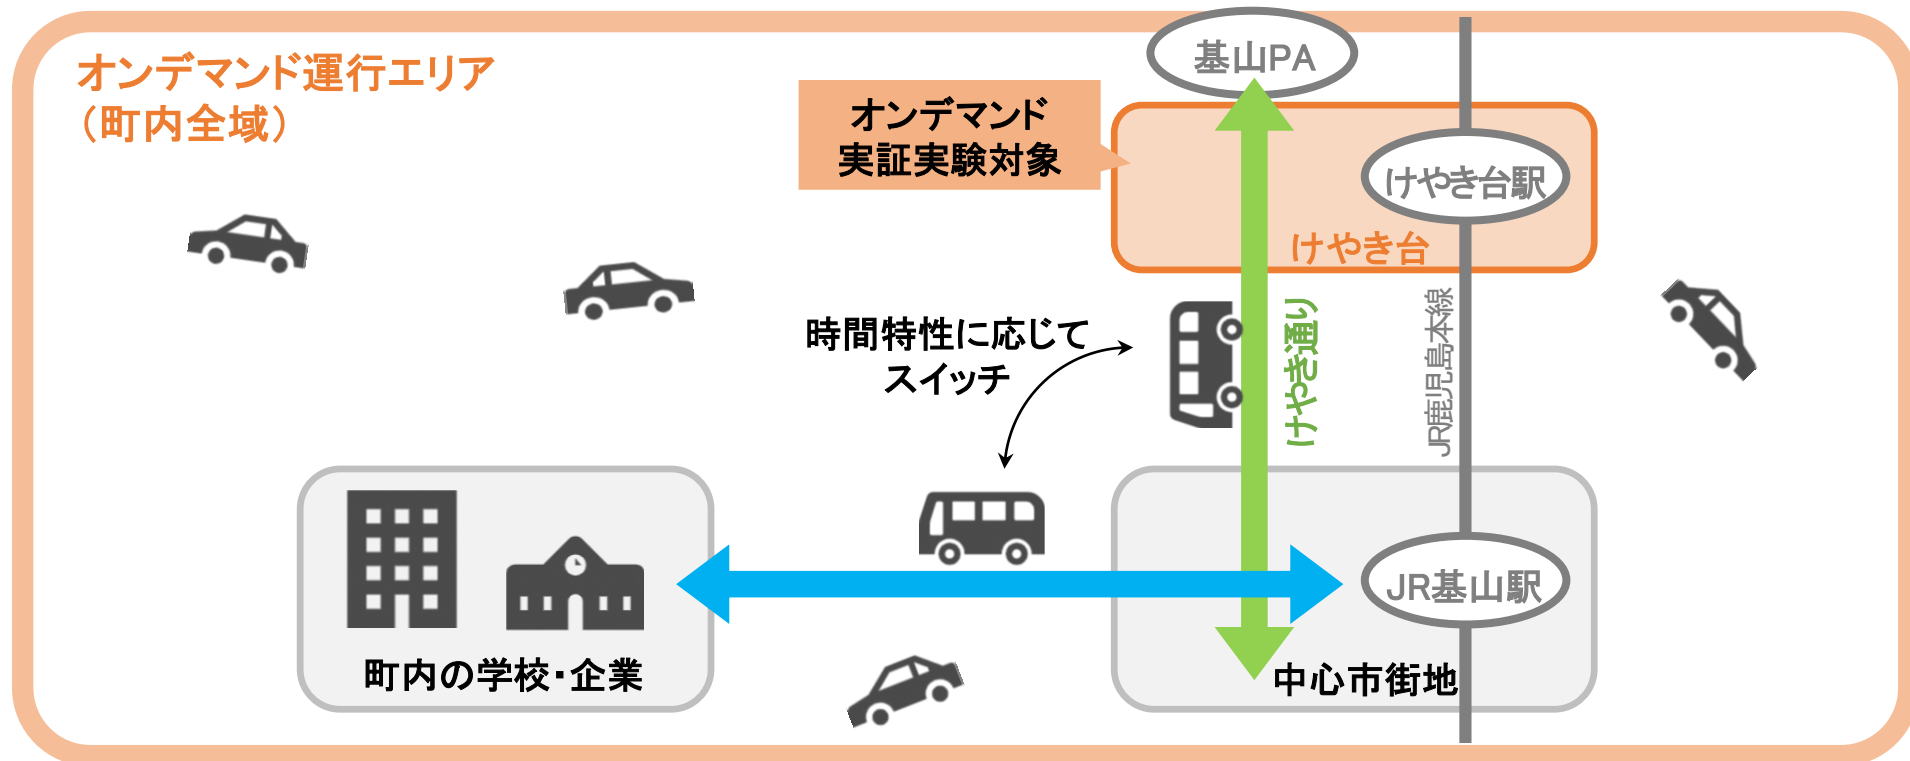 オンデマンド運行エリア
（町内全域）
基山PA
オンデマンド
実証実験対象
けやき台駅
けやき台
時間特性に応じて
スイッチ
けやき通り
JR鹿児島本線
JR基山駅
町内の学校・企業
中心市街地